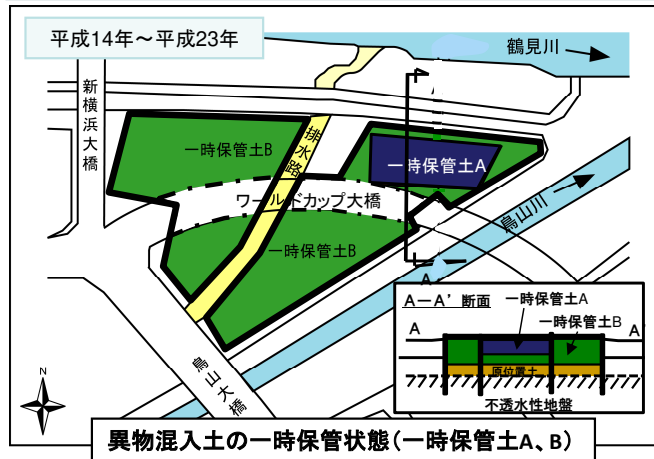 平成14年～平成23年
鶴見川
新横浜大橋
排水路
一時保管土B
一時保管土A
ワールドカップ大橋
鳥山川
一時保管土B
A
A－A’断面
一時保管土A
一時保管土B
A
A
原位置土
不透水性地盤
鳥山大橋
N
異物混入土の一時保管状態（一時保管土A、B）